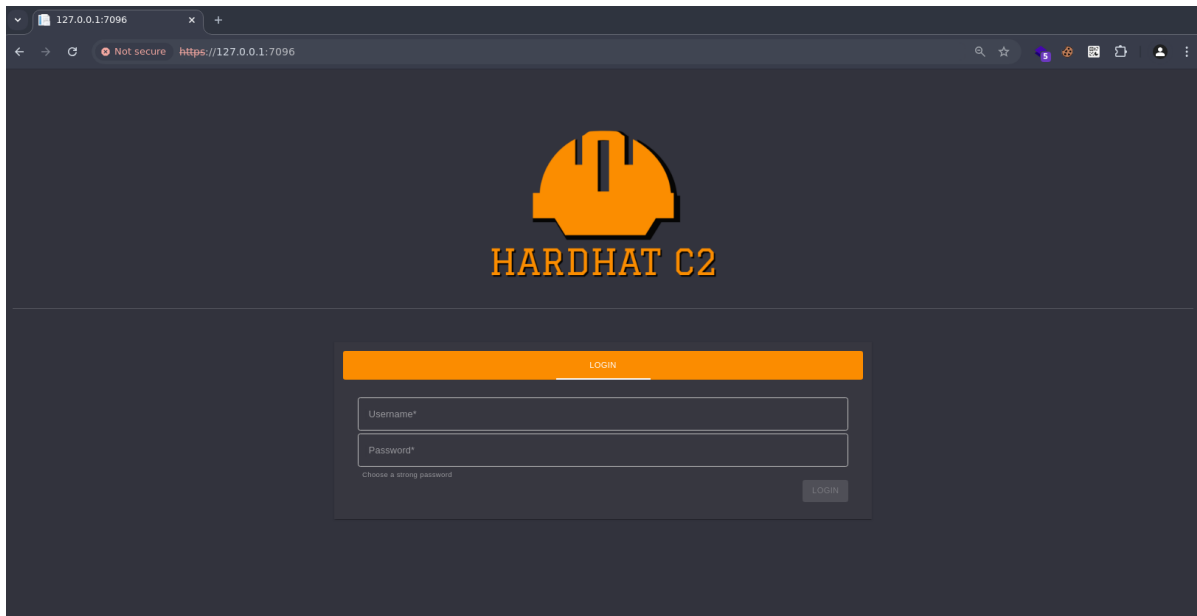 127.0.0.1:7096
Not secure https://127.0.0.1:7096
5
HARDHAT C2
LOGIN
Username*
Password*
Choose a strong password
LOGIN